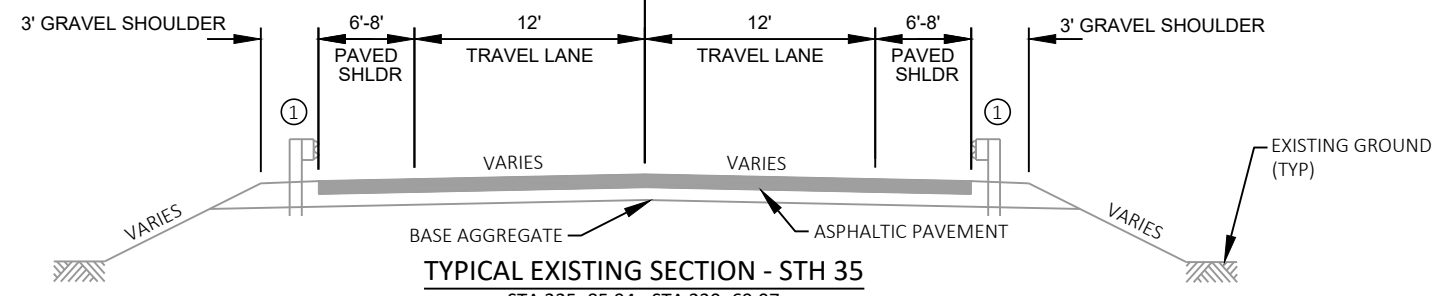 3' GRAVEL SHOULDER
6'-8'
PAVED
SHLDR
12'
TRAVEL LANE
12'
TRAVEL LANE
6'-8'
PAVED
SHLDR
3' GRAVEL SHOULDER
1
1
VARIES
VARIES
EXISTING GROUND
(TYP)
VARIES
VARIES
BASE AGGREGATE
ASPHALTIC PAVEMENT
TYPICAL EXISTING SECTION - STH 35